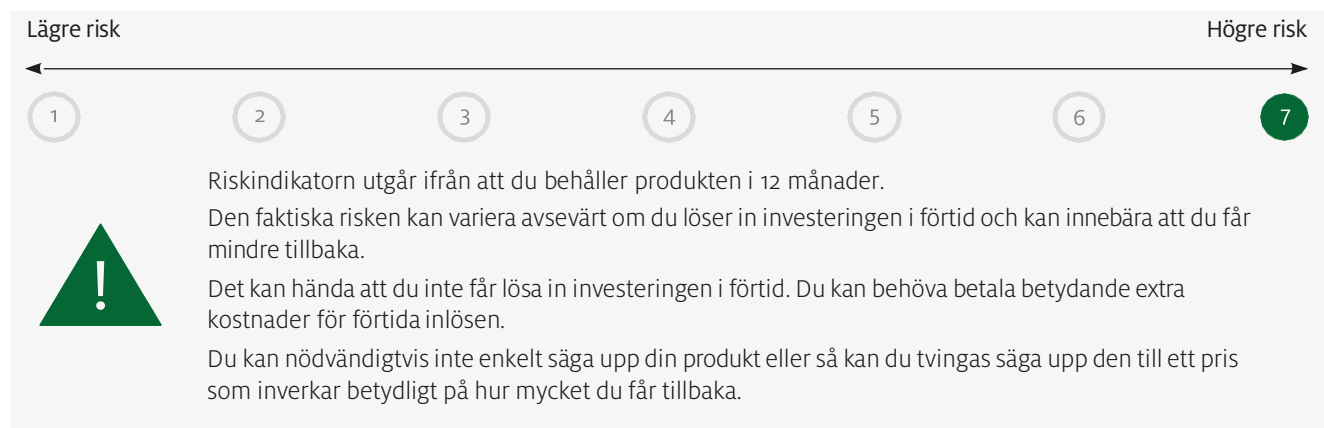 Lägre risk
Högre risk
1 2 3 4 5 6 7
Riskindikatorn utgår ifrån att du behåller produkten i 12 månader.
Den faktiska risken kan variera avsevärt om du löser in investeringen i förtid och kan innebära att du får
mindre tillbaka.
Det kan hända att du inte får lösa in investeringen i förtid. Du kan behöva betala betydande extra
kostnader för förtida inlösen.
Du kan nödvändigtvis inte enkelt säga upp din produkt eller så kan du tvingas säga upp den till ett pris
som inverkar betydligt på hur mycket du får tillbaka.